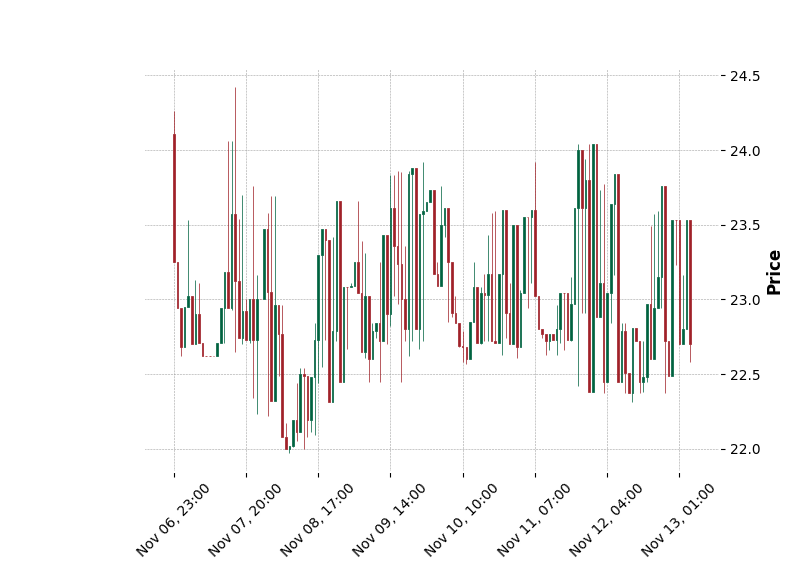 24.5
24.0
23.5
23.0
22.5
22.0
Price
Nov 06, 23:00
Nov 07, 20:00
Nov 08, 17:00
Nov 09, 14:00
Nov 10, 10:00
Nov 11, 07:00
Nov 12, 04:00
Nov 13, 01:00